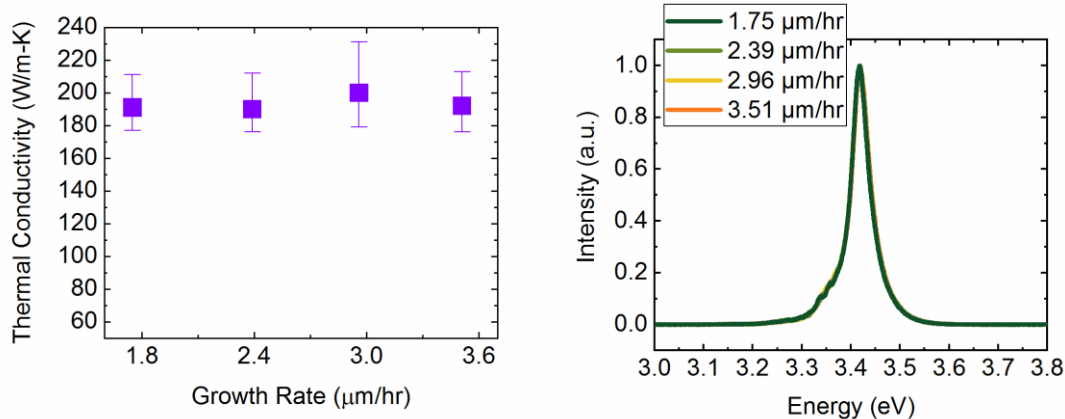 Thermal Conductivity (W/m-K)
240
220
200
180
160
140
120
100
80
60
1.8 2.4 3.0 3.6
Growth Rate (μm/hr)
1.75 μm/hr
2.39 μm/hr
2.96 μm/hr
3.51 μm/hr
Intensity (a.u.)
1.0
0.8
0.6
0.4
0.2
0.0
3.0 3.1 3.2 3.3 3.4 3.5 3.6 3.7 3.8
Energy (eV)